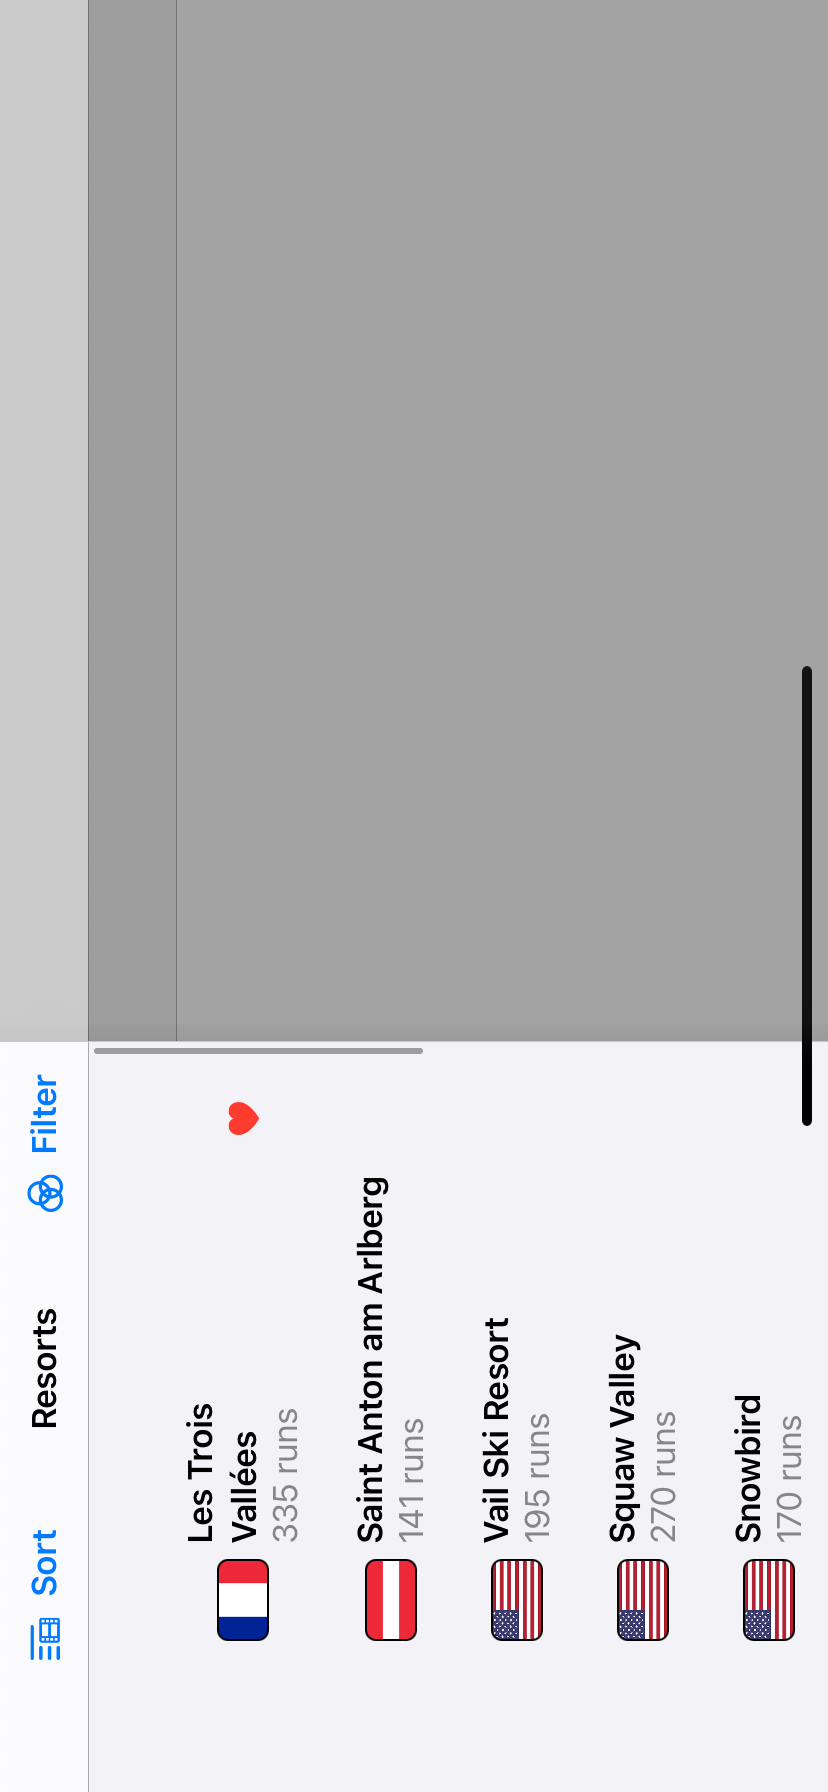 Sort
Resorts
Filter
Les Trois
Vallées
335 runs
Saint Anton am Arlberg
141 runs
Vail Ski Resort
195 runs
Squaw Valley
270 runs
Snowbird
170 runs